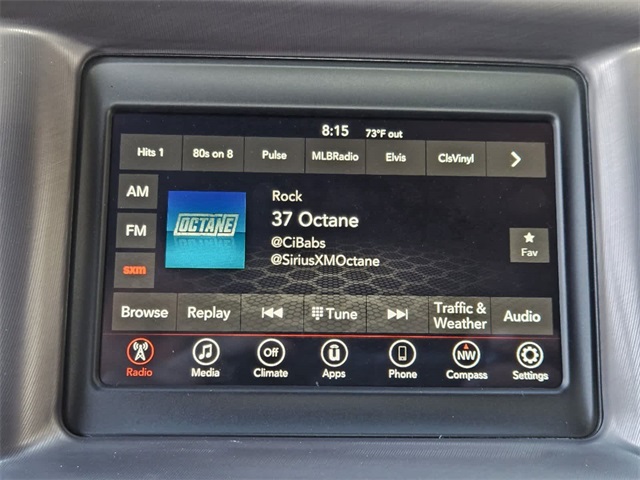 8:15 73°F out
Hits 1 80s on 8 Pulse MLBRadio Elvis ClsVinyl
AM
FM
sxm
OCTANE
Rock
37 Octane
@CiBabs
@SiriusXMOctane
Fav
Browse Replay Tune Traffic & Weather Audio
Radio Media Off Climate Apps Phone NW Compass Settings